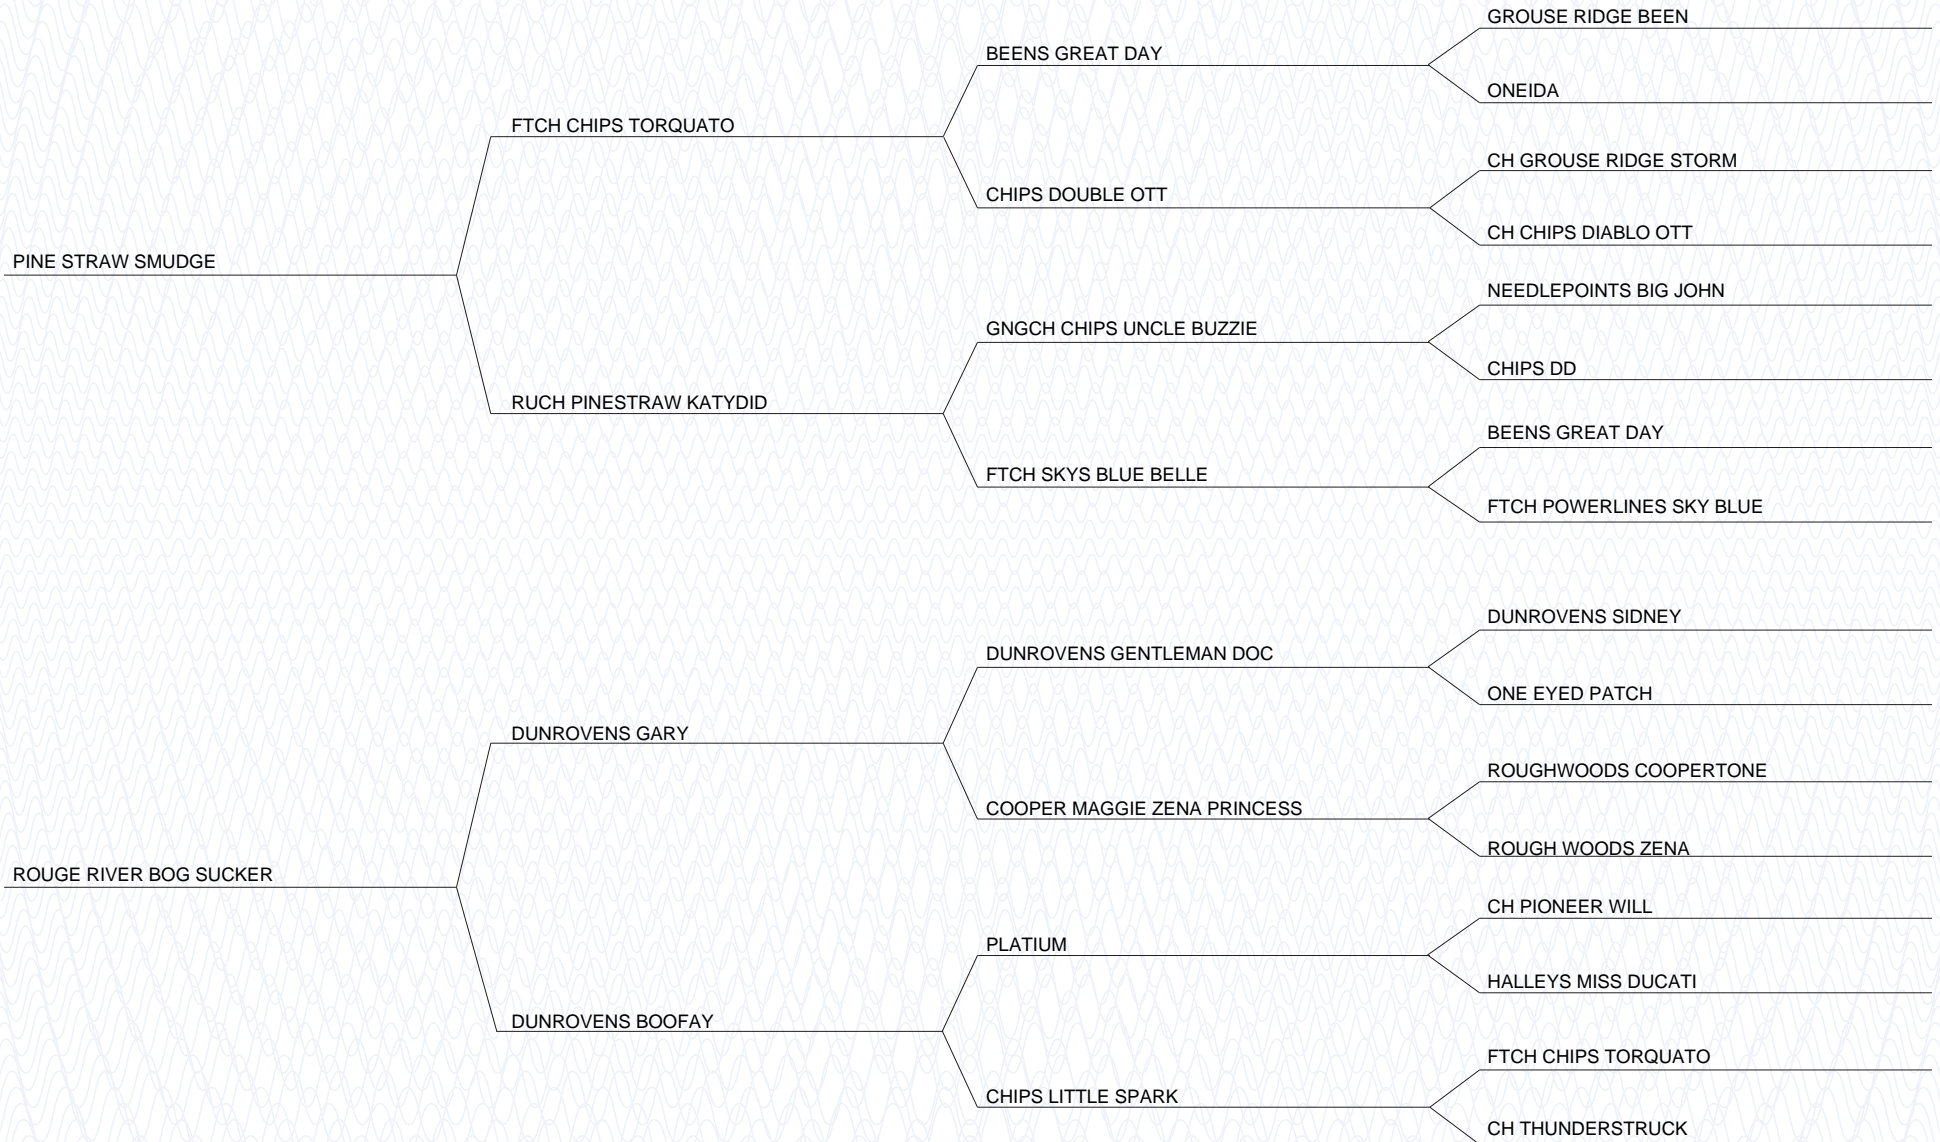 GROUSE RIDGE BEEN
BEENS GREAT DAY
ONEIDA
FTCH CHIPS TORQUATO
CH GROUSE RIDGE STORM
CHIPS DOUBLE OTT
CH CHIPS DIABLO OTT
PINE STRAW SMUDGE
NEEDLEPOINTS BIG JOHN
GNGCH CHIPS UNCLE BUZZIE
CHIPS DD
RUCH PINESTRAW KATYDID
BEENS GREAT DAY
FTCH SKYS BLUE BELLE
FTCH POWERLINES SKY BLUE
DUNROVENS SIDNEY
DUNROVENS GENTLEMAN DOC
ONE EYED PATCH
DUNROVENS GARY
ROUGHWOODS COOPERTONE
COOPER MAGGIE ZENA PRINCESS
ROUGH WOODS ZENA
ROUGE RIVER BOG SUCKER
CH PIONEER WILL
PLATIUM
HALLEYS MISS DUCATI
DUNROVENS BOOFAY
FTCH CHIPS TORQUATO
CHIPS LITTLE SPARK
CH THUNDERSTRUCK